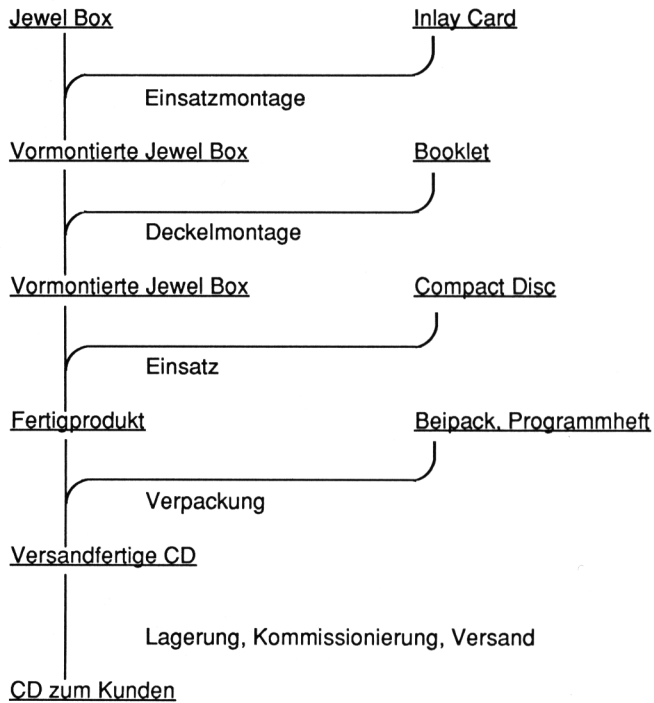 Jewel Box
Inlay Card
Einsatzmontage
Vormontierte Jewel Box
Booklet
Deckelmontage
Vormontierte Jewel Box
Compact Disc
Einsatz
Fertigprodukt
Beipack, Programmheft
Verpackung
Versandfertige CD
Lagerung, Kommissionierung, Versand
CD zum Kunden